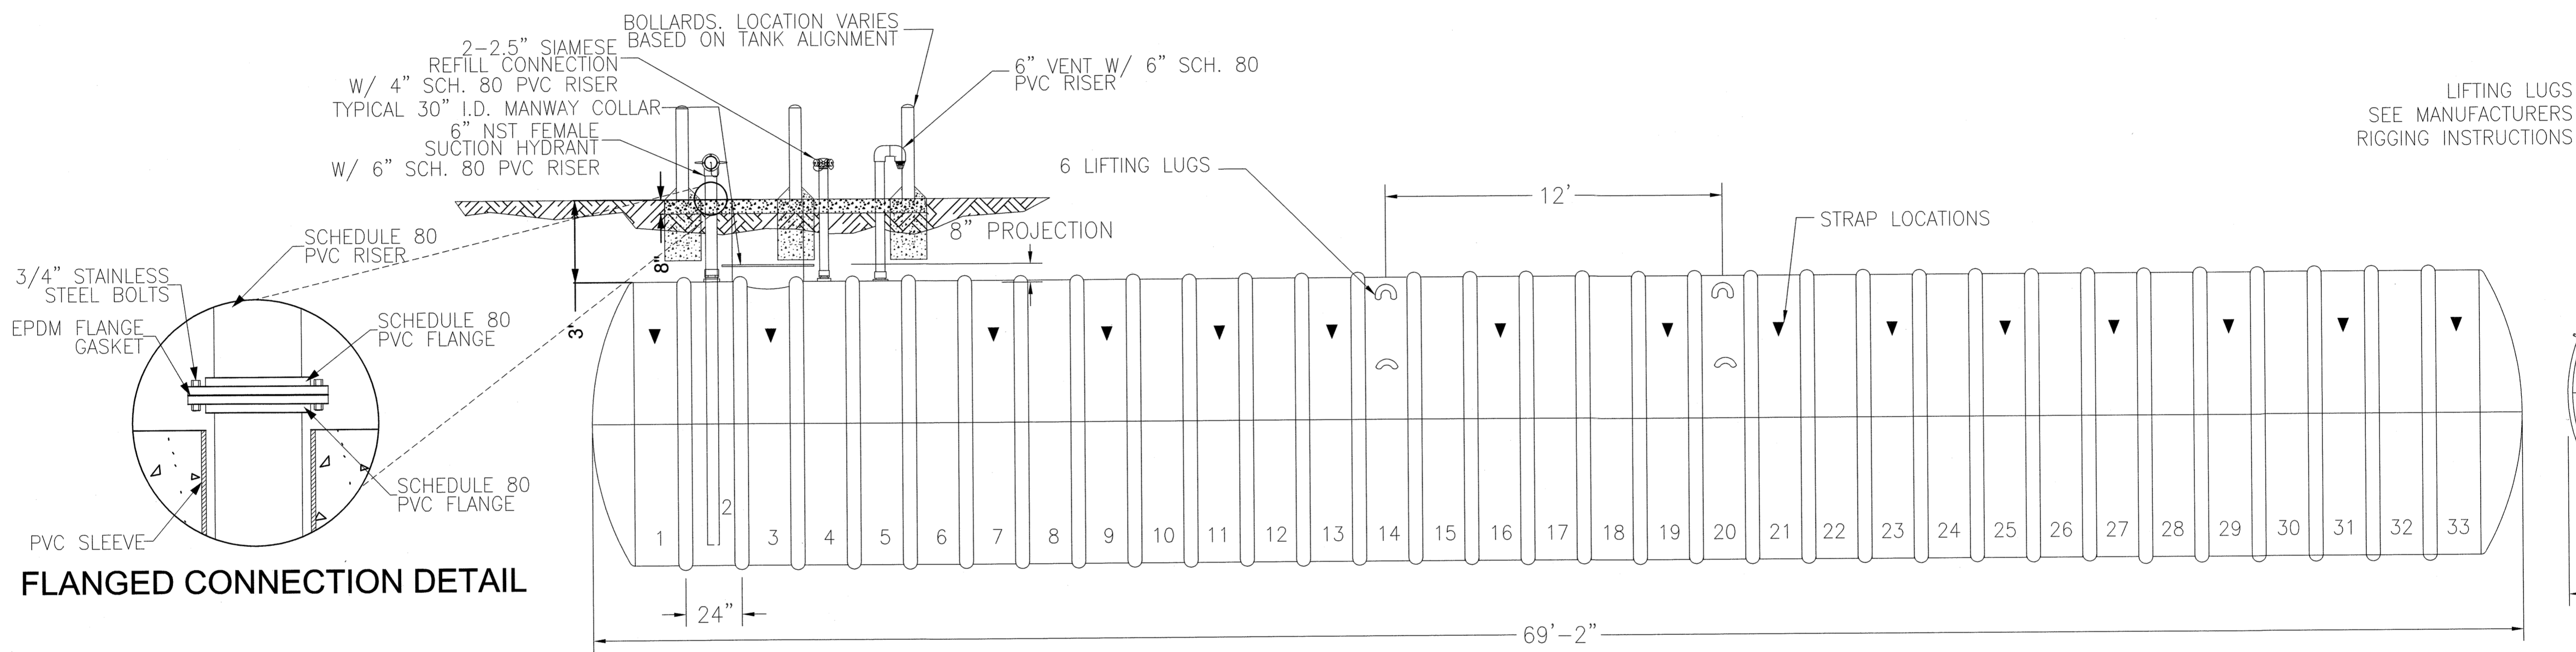 BOLLARDS. LOCATION VARIES
BASED ON TANK ALIGNMENT
2-2.5" SIAMESE
REFILL CONNECTION
W/ 4" SCH. 80 PVC RISER
TYPICAL 30" I.D. MANWAY COLLAR
6" NST FEMALE
SUCTION HYDRANT
W/ 6" SCH. 80 PVC RISER
6" VENT W/ 6" SCH. 80
PVC RISER
LIFTING LUGS
SEE MANUFACTURERS
RIGGING INSTRUCTIONS
6 LIFTING LUGS
12'
STRAP LOCATIONS
8" PROJECTION
8"
3'
SCHEDULE 80
PVC RISER
3/4" STAINLESS
STEEL BOLTS
EPDM FLANGE
GASKET
SCHEDULE 80
PVC FLANGE
SCHEDULE 80
PVC FLANGE
PVC SLEEVE
FLANGED CONNECTION DETAIL
1 2 3 4 5 6 7 8 9 10 11 12 13 14 15 16 17 18 19 20 21 22 23 24 25 26 27 28 29 30 31 32 33
24"
69'-2"